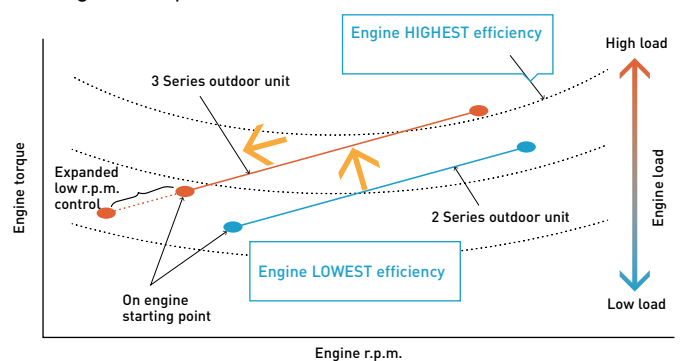 Engine HIGHEST efficiency
High load
3 Series outdoor unit
Expanded
low r.p.m.
control
Engine torque
Engine load
2 Series outdoor unit
Engine LOWEST efficiency
On engine
starting point
Low load
Engine r.p.m.